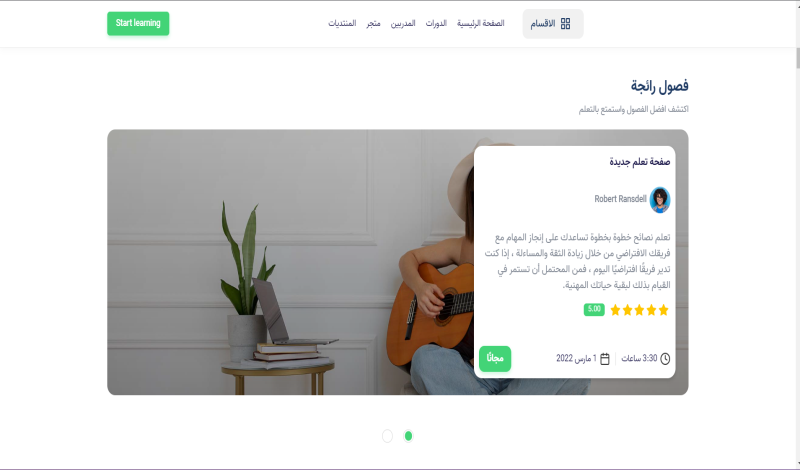 الاقسام
الصفحة الرئيسية
الدورات
المدربين
متجر
المنتديات
Start learning
فصول رائجة
اكتشف افضل الفصول واستمتع بالتعلم
صفحة تعلم جديدة
Robert Ransdell
تعلم نصائح خطوة بخطوة تساعدك على إنجاز المهام مع
فريقك الافتراضي من خلال زيادة الثقة والمساءلة ، إذا كنت
تدير فريقًا افتراضيًا اليوم ، فمن المحتمل أن تستمر في
القيام بذلك لبقية حياتك المهنية.
5.00
3:30 ساعات
1 مارس 2022
مجانًا